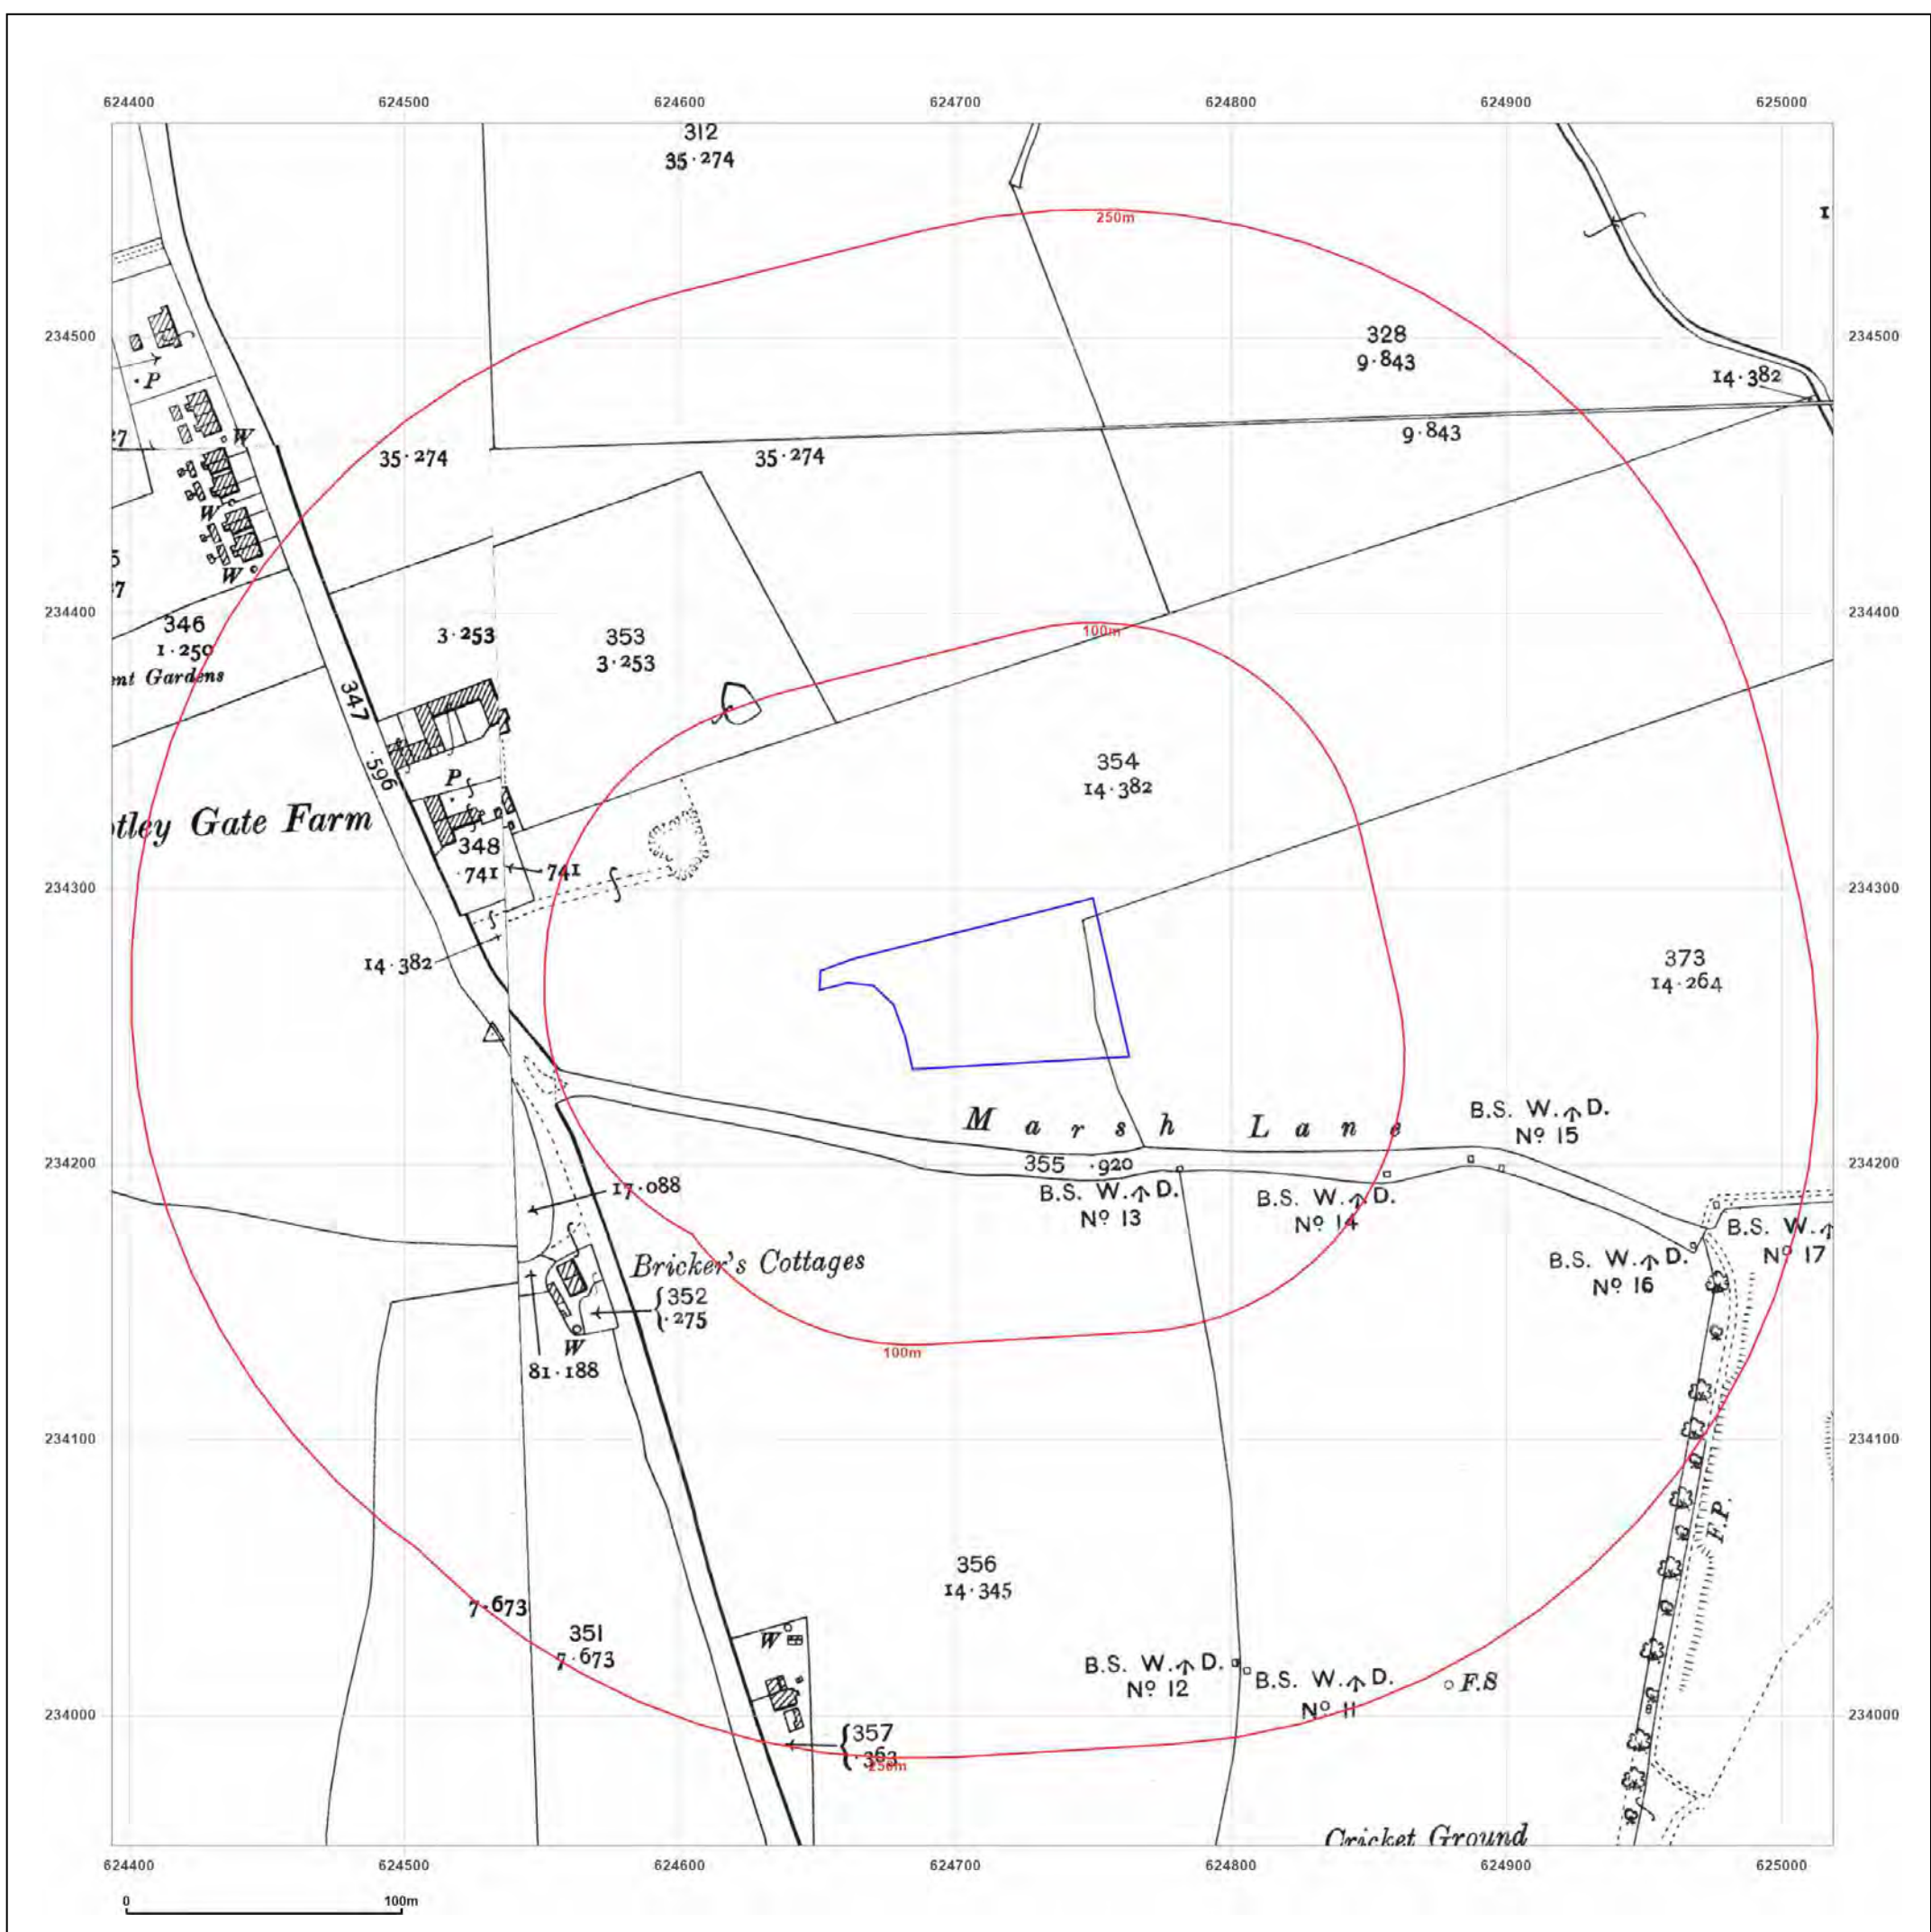 624400 624500 624600 624700 624800 624900 625000
312
35·274
250m
234500
328
9·843
234500
14·382
P
W
35·274
35·274
9·843
W
W
234400
346
1·250
3·253
353
3·253
100m
234400
Gardens
347
·596
P
354
14·382
Gate Farm
348
·741
·741
234300
234300
14·382
373
14·264
Marsh Lane
B.S. W.↑D.
Nº 15
234200
355 ·920
234200
B.S. W.↑D.
Nº 13
B.S. W.↑D.
Nº 14
17·088
B.S. W.↑
Nº 17
B.S. W.↑D.
Nº 16
Bricker's Cottages
352
·275
W
81·188
100m
234100
234100
F.P.
356
14·345
7·673
351
7·673
W
B.S. W.↑D.
Nº 12
B.S. W.↑D.
Nº 11
F.S
234000
234000
357
·363
250m
Cricket Ground
624400 624500 624600 624700 624800 624900 625000
0 100m